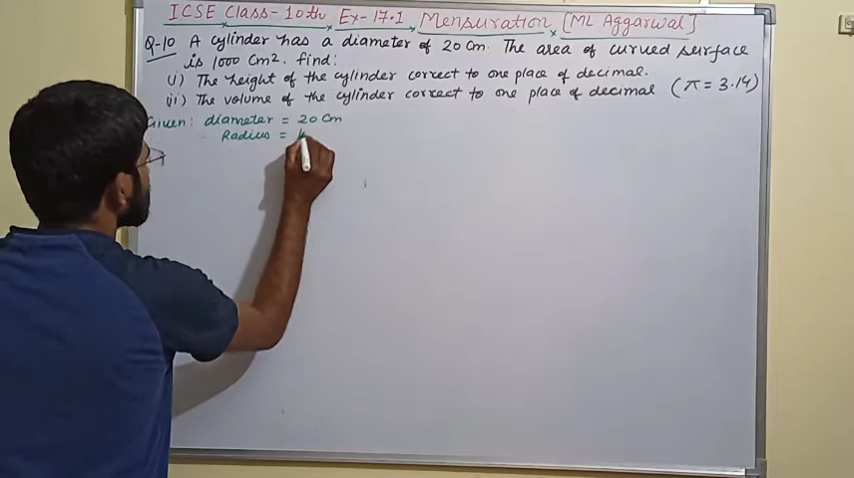 ICSE Class-10th Ex-17.1 Mensuration [ML Aggarwal]
Q-10 A cylinder has a diameter of 20 cm. The area of curved surface
is 1000 cm². find:
(i) The height of the cylinder correct to one place of decimal.
(ii) The volume of the cylinder correct to one place of decimal (π = 3.14)
Given: diameter = 20 cm
Radius =